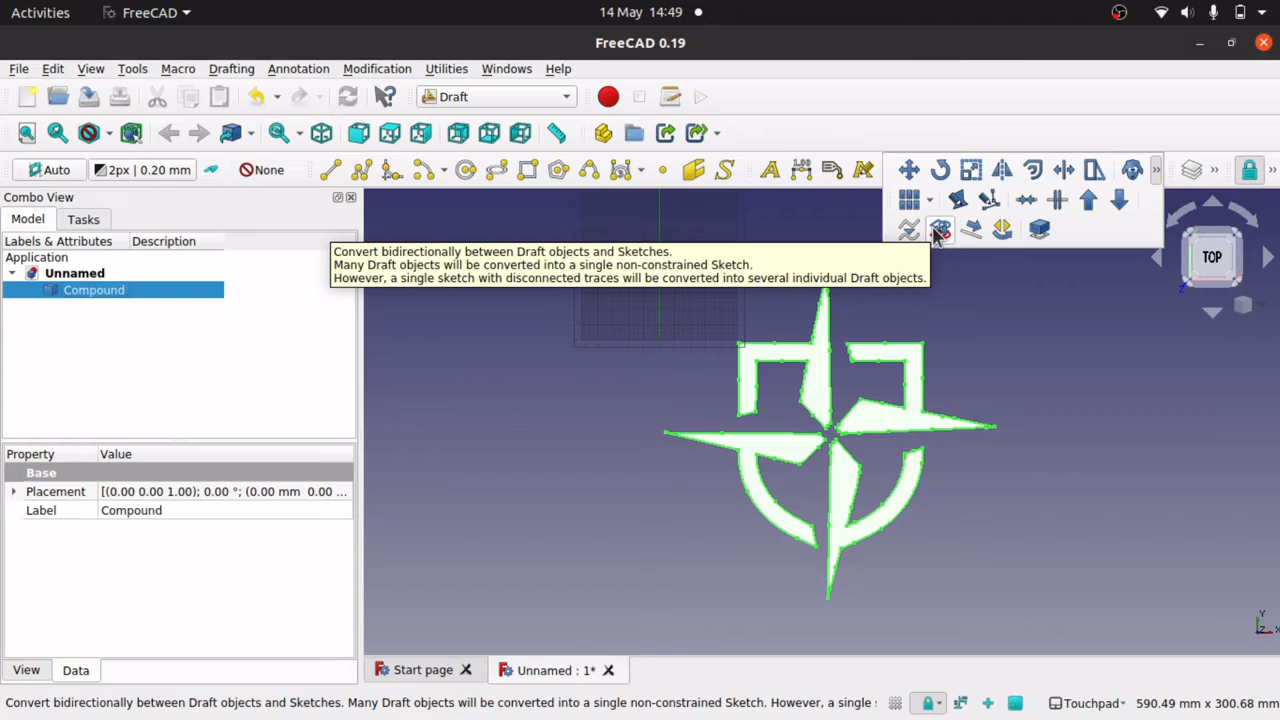 Activities
FreeCAD
14 May 14:49
FreeCAD 0.19
File Edit View Tools Macro Drafting Annotation Modification Utilities Windows Help
Draft
Auto 2px | 0.20 mm None
Combo View
Model Tasks
Labels & Attributes Description
Application
Unnamed
Compound
Convert bidirectionally between Draft objects and Sketches.
Many Draft objects will be converted into a single non-constrained Sketch.
However, a single sketch with disconnected traces will be converted into several individual Draft objects.
TOP
Z
Property Value
Base
Placement [(0.00 0.00 1.00); 0.00 °; (0.00 mm 0.00 ...
Label Compound
Y
Z X
View Data
Start page Unnamed : 1*
Convert bidirectionally between Draft objects and Sketches. Many Draft objects will be converted into a single non-constrained Sketch. However, a single s
Touchpad 590.49 mm x 300.68 mm